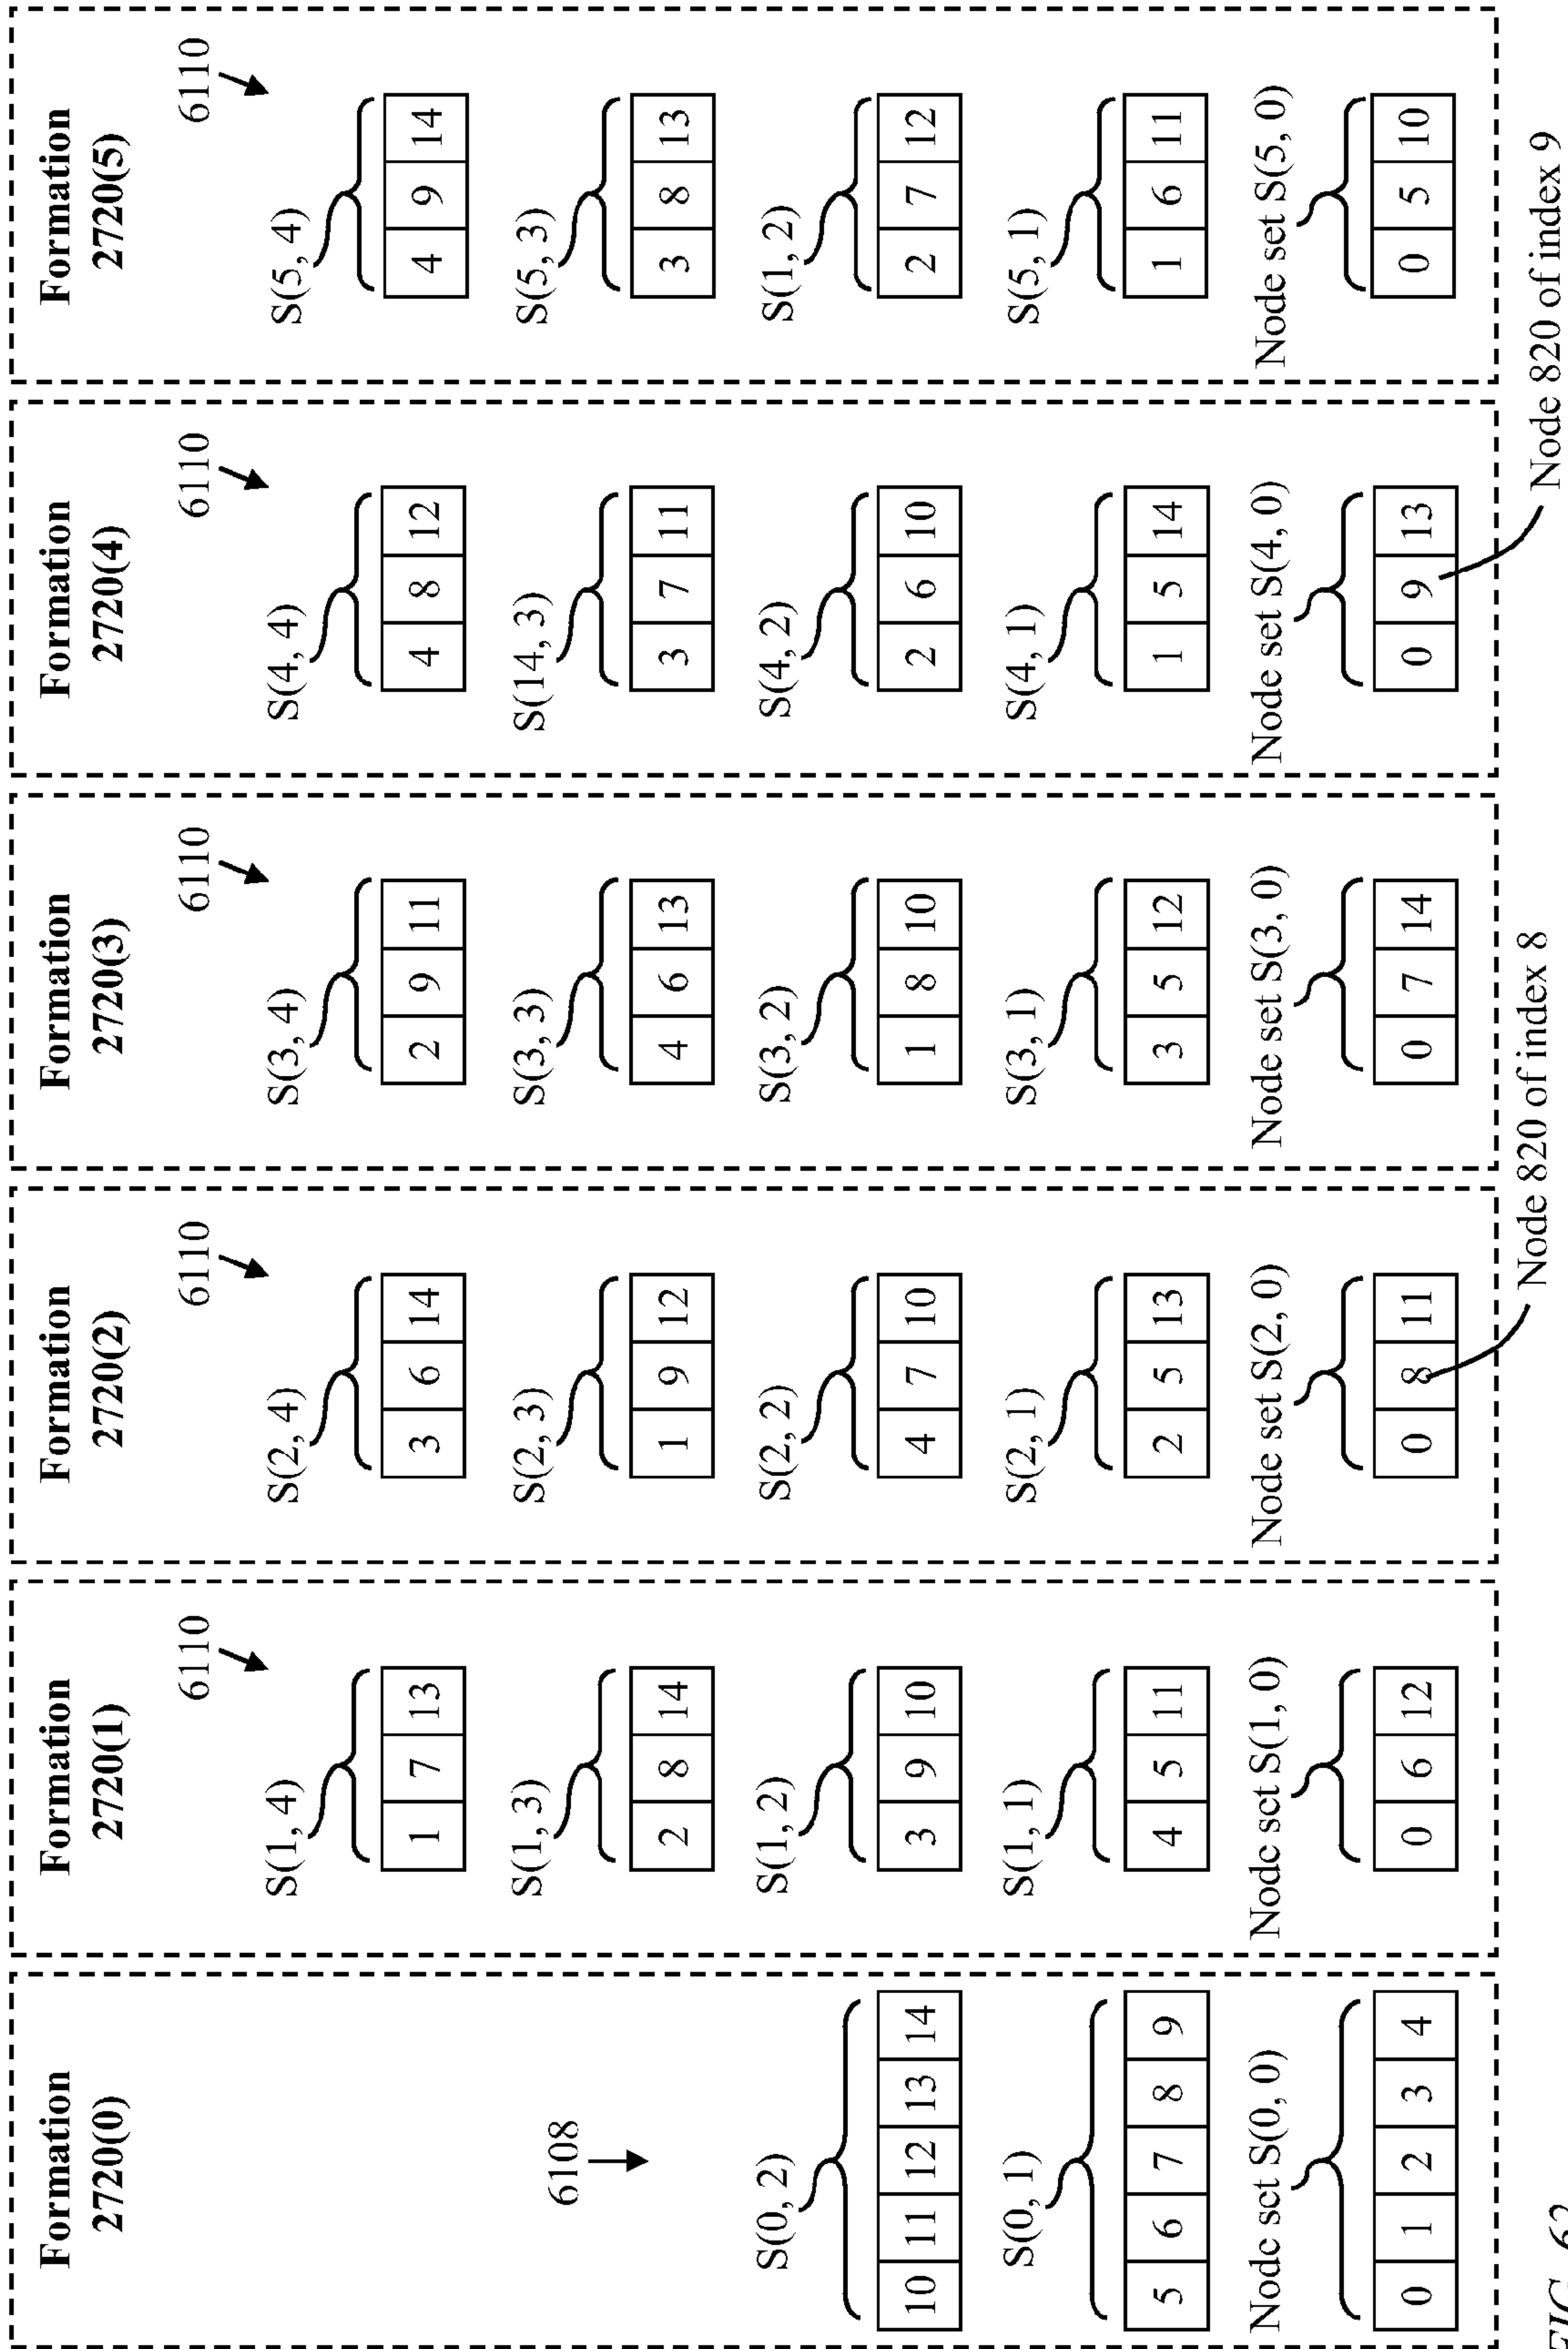 Formation
2720(0)
6108
S(0, 2)
10 11 12 13 14
S(0, 1)
5 6 7 8 9
Node set S(0, 0)
0 1 2 3 4
Formation
2720(1)
6110
S(1, 4)
1 7 13
S(1, 3)
2 8 14
S(1, 2)
3 9 10
S(1, 1)
4 5 11
Node set S(1, 0)
0 6 12
Formation
2720(2)
6110
S(2, 4)
3 6 14
S(2, 3)
1 9 12
S(2, 2)
4 7 10
S(2, 1)
2 5 13
Node set S(2, 0)
0 8 11
Node 820 of index 8
Formation
2720(3)
6110
S(3, 4)
2 9 11
S(3, 3)
4 6 13
S(3, 2)
1 8 10
S(3, 1)
3 5 12
Node set S(3, 0)
0 7 14
Formation
2720(4)
6110
S(4, 4)
4 8 12
S(14, 3)
3 7 11
S(4, 2)
2 6 10
S(4, 1)
1 5 14
Node set S(4, 0)
0 9 13
Node 820 of index 9
Formation
2720(5)
6110
S(5, 4)
4 9 14
S(5, 3)
3 8 13
S(1, 2)
2 7 12
S(5, 1)
1 6 11
Node set S(5, 0)
0 5 10
FIG. 62